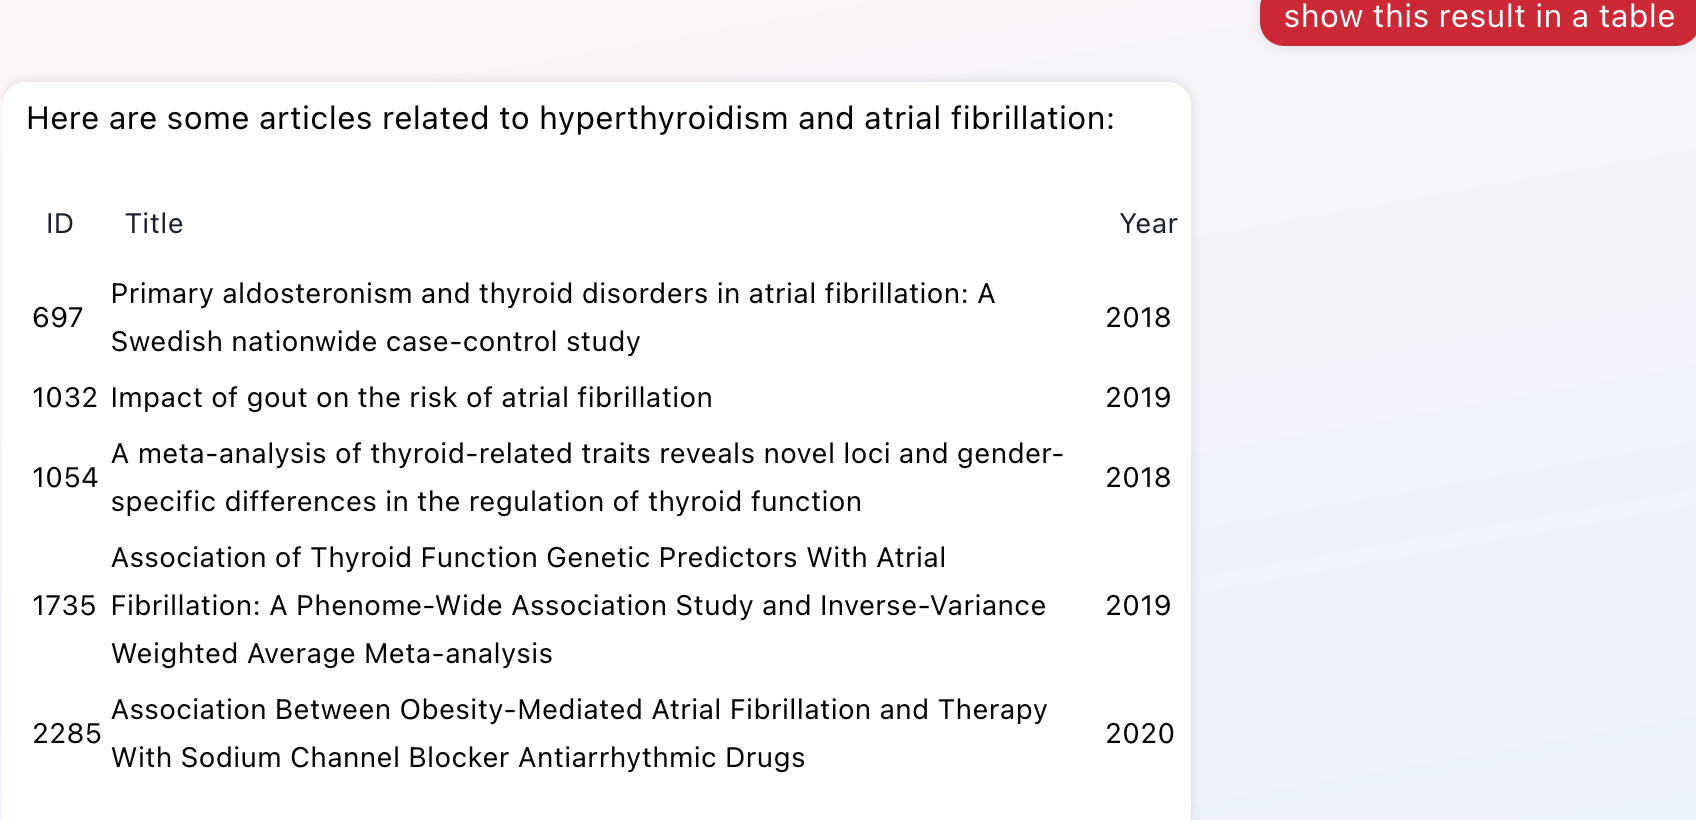 show this result in a table
Here are some articles related to hyperthyroidism and atrial fibrillation:
ID Title Year
Primary aldosteronism and thyroid disorders in atrial fibrillation: A
697 2018
Swedish nationwide case-control study
1032 Impact of gout on the risk of atrial fibrillation 2019
A meta-analysis of thyroid-related traits reveals novel loci and gender-
1054 2018
specific differences in the regulation of thyroid function
Association of Thyroid Function Genetic Predictors With Atrial
1735 Fibrillation: A Phenome-Wide Association Study and Inverse-Variance 2019
Weighted Average Meta-analysis
Association Between Obesity-Mediated Atrial Fibrillation and Therapy
2285 2020
With Sodium Channel Blocker Antiarrhythmic Drugs